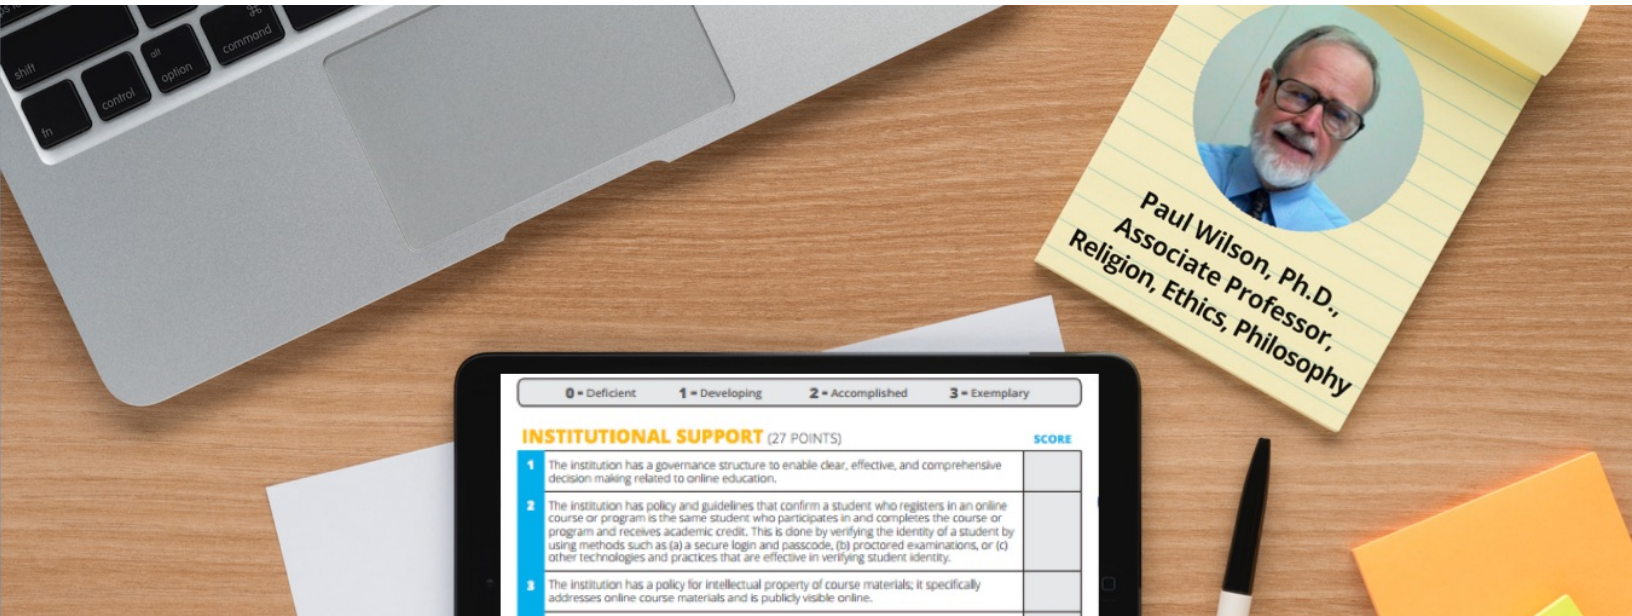 ⌘
alt
command
shift
option
control
fn
Paul Wilson, Ph.D.,
Associate Professor,
Religion, Ethics, Philosophy
0 = Deficient 1 = Developing 2 = Accomplished 3 = Exemplary
INSTITUTIONAL SUPPORT (27 POINTS) SCORE
1 The institution has a governance structure to enable clear, effective, and comprehensive
decision making related to online education.
2 The institution has policy and guidelines that confirm a student who registers in an online
course or program is the same student who participates in and completes the course or
program and receives academic credit. This is done by verifying the identity of a student by
using methods such as (a) a secure login and passcode, (b) proctored examinations, or (c)
other technologies and practices that are effective in verifying student identity.
3 The institution has a policy for intellectual property of course materials; it specifically
addresses online course materials and is publicly visible online.